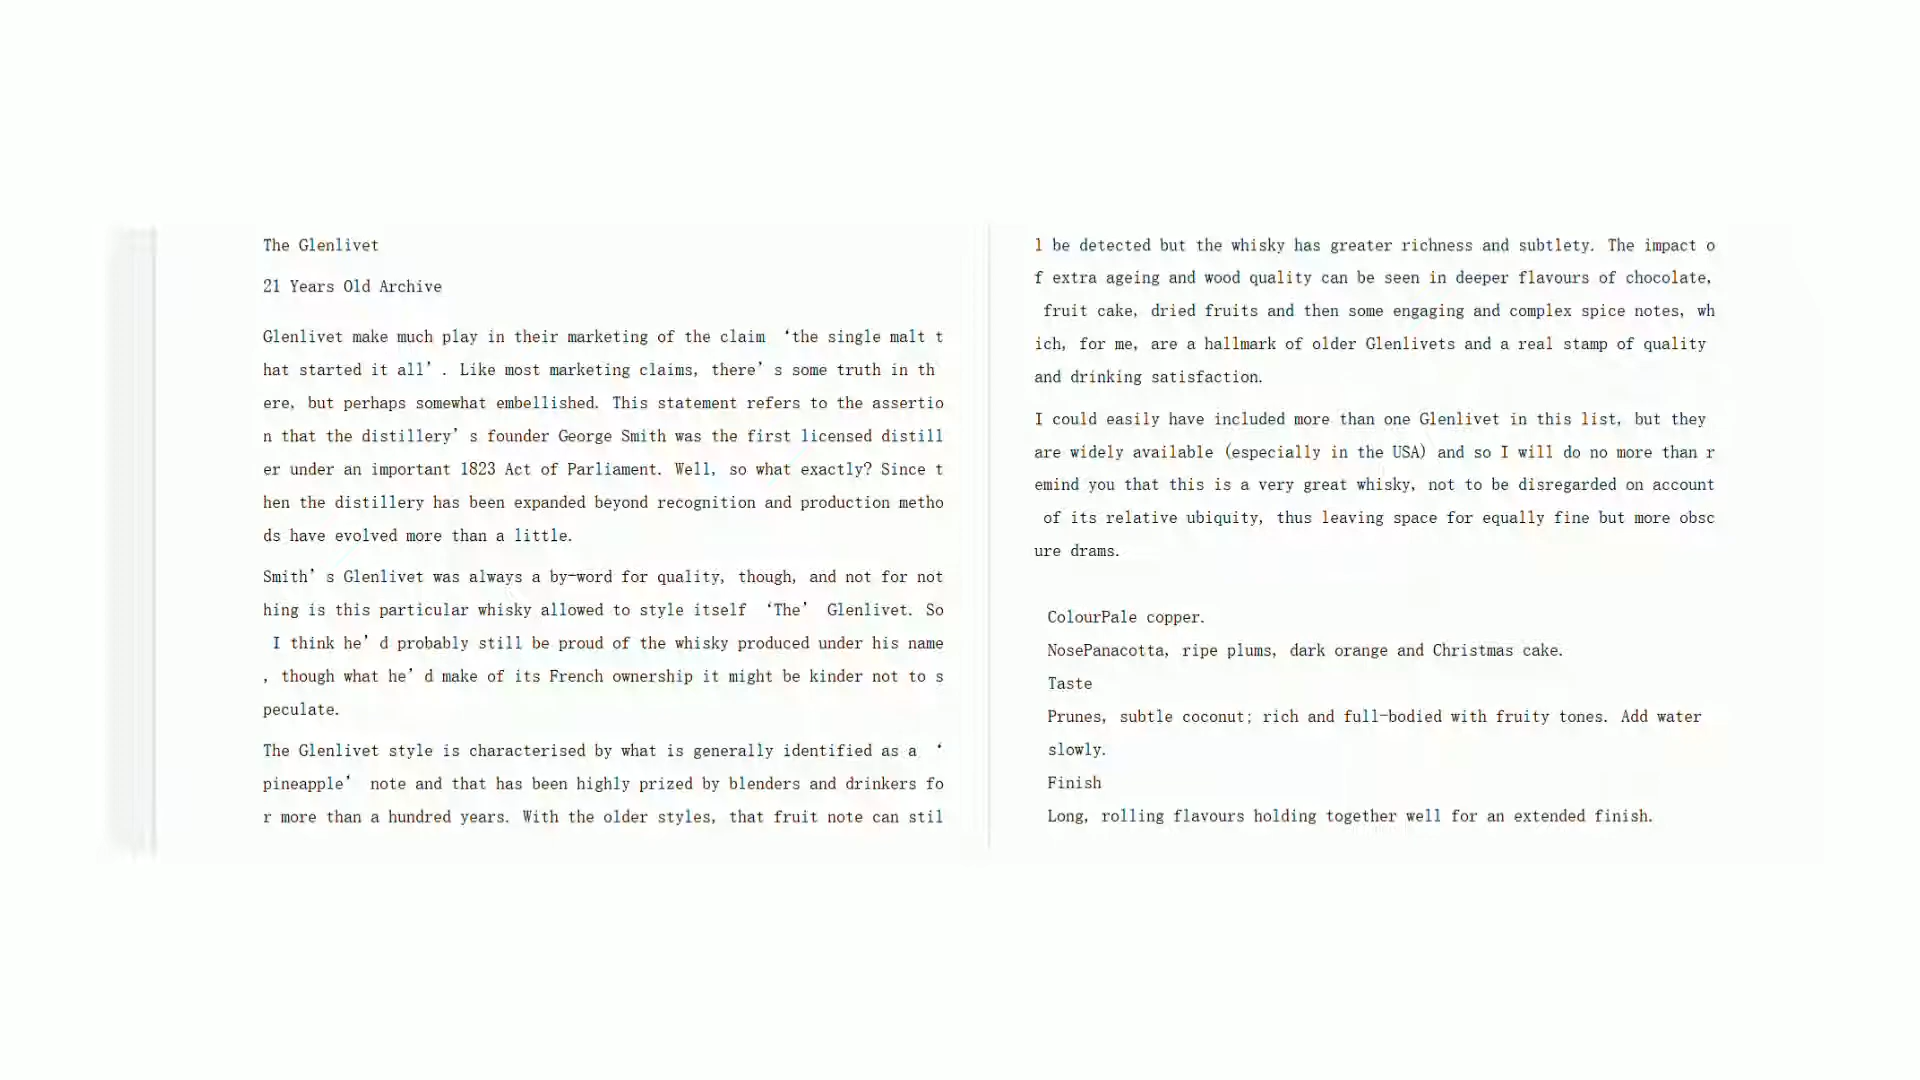 The Glenlivet
21 Years Old Archive
Glenlivet make much play in their marketing of the claim ‘the single malt t
hat started it all’. Like most marketing claims, there’s some truth in th
ere, but perhaps somewhat embellished. This statement refers to the assertio
n that the distillery’s founder George Smith was the first licensed distill
er under an important 1823 Act of Parliament. Well, so what exactly? Since t
hen the distillery has been expanded beyond recognition and production metho
ds have evolved more than a little.
Smith’s Glenlivet was always a by-word for quality, though, and not for not
hing is this particular whisky allowed to style itself ‘The’ Glenlivet. So
I think he’d probably still be proud of the whisky produced under his name
, though what he’d make of its French ownership it might be kinder not to s
peculate.
The Glenlivet style is characterised by what is generally identified as a ‘
pineapple’ note and that has been highly prized by blenders and drinkers fo
r more than a hundred years. With the older styles, that fruit note can stil
l be detected but the whisky has greater richness and subtlety. The impact o
f extra ageing and wood quality can be seen in deeper flavours of chocolate,
fruit cake, dried fruits and then some engaging and complex spice notes, wh
ich, for me, are a hallmark of older Glenlivets and a real stamp of quality
and drinking satisfaction.
I could easily have included more than one Glenlivet in this list, but they
are widely available (especially in the USA) and so I will do no more than r
emind you that this is a very great whisky, not to be disregarded on account
of its relative ubiquity, thus leaving space for equally fine but more obsc
ure drams.
ColourPale copper.
NosePanacotta, ripe plums, dark orange and Christmas cake.
Taste
Prunes, subtle coconut; rich and full-bodied with fruity tones. Add water
slowly.
Finish
Long, rolling flavours holding together well for an extended finish.